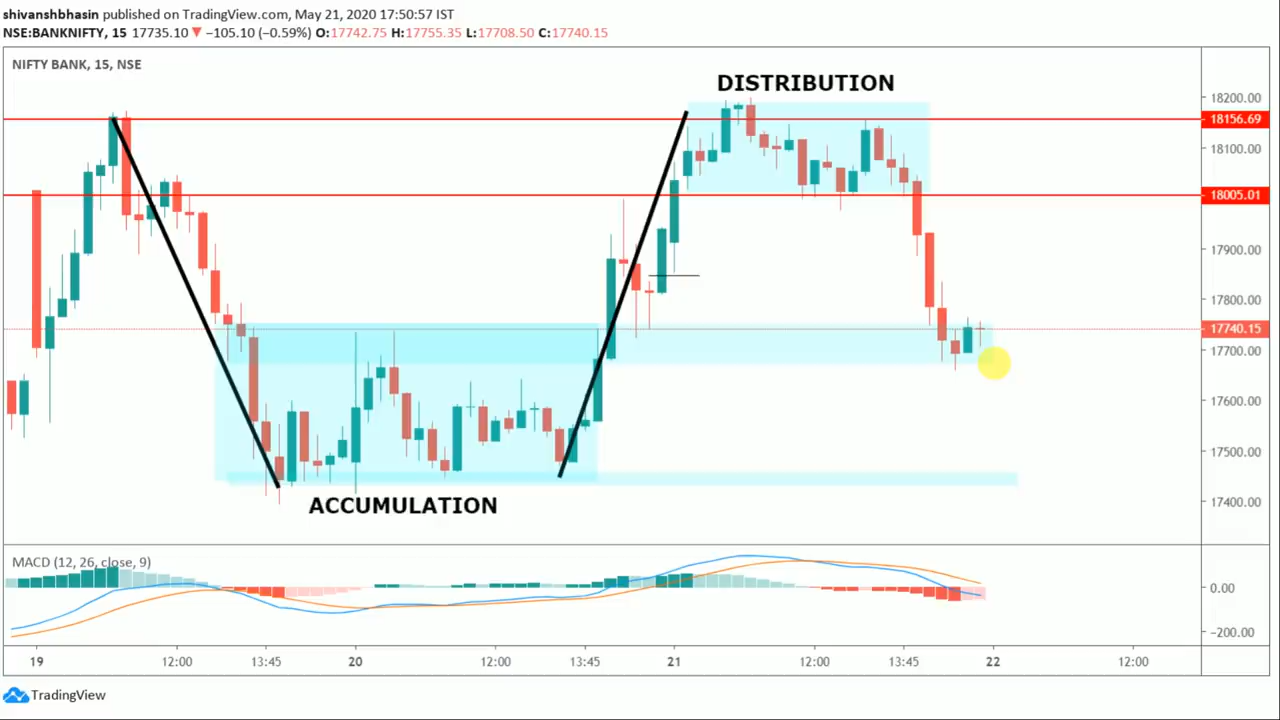 shivanshbhasin published on TradingView.com, May 21, 2020 17:50:57 IST
NSE:BANKNIFTY, 15 17735.10 ▼ −105.10 (−0.59%) O:17742.75 H:17755.35 L:17708.50 C:17740.15
NIFTY BANK, 15, NSE
DISTRIBUTION
18200.00
18156.69
18100.00
18005.01
17900.00
17800.00
17740.15
17700.00
17600.00
17500.00
17400.00
ACCUMULATION
MACD (12, 26, close, 9)
0.00
−200.00
19 12:00 13:45 20 12:00 13:45 21 12:00 13:45 22 12:00
TradingView